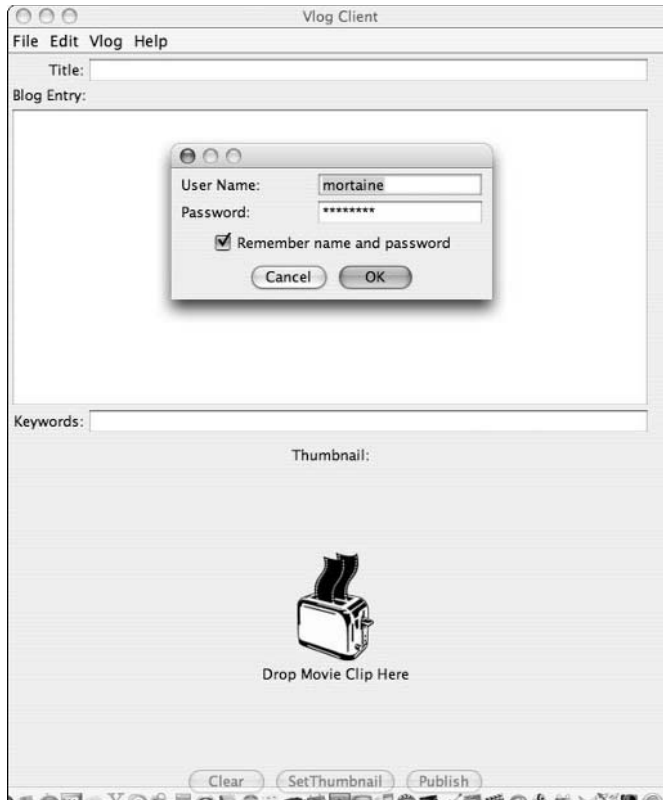 Vlog Client
File Edit Vlog Help
Title:
Blog Entry:
User Name: mortaine
Password: ********
Remember name and password
Cancel OK
Keywords:
Thumbnail:
Drop Movie Clip Here
Clear SetThumbnail Publish